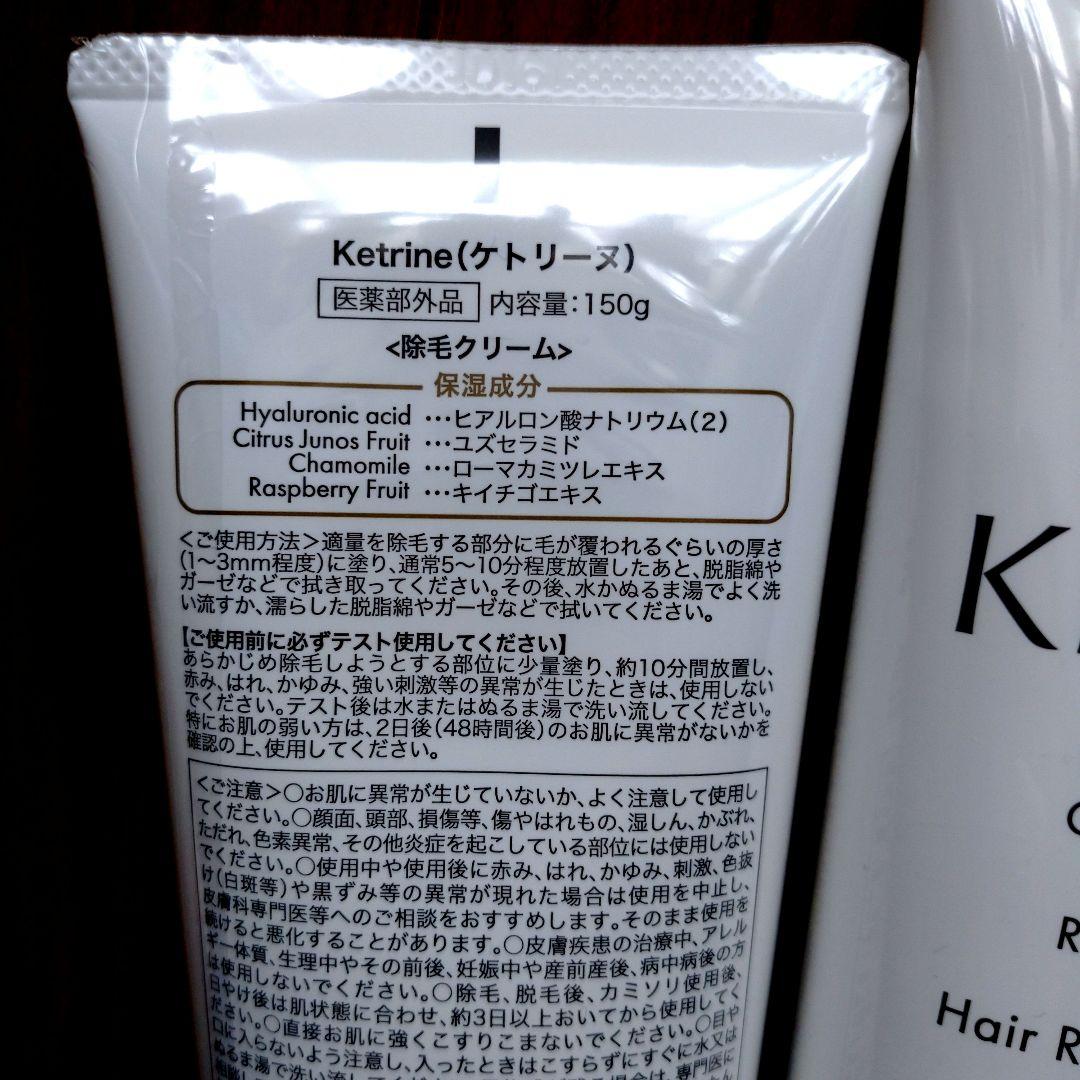 Ketrine(ケトリーヌ)
医薬部外品 内容量:150g
<除毛クリーム>
保湿成分
Hyaluronic acid …ヒアルロン酸ナトリウム(2)
Citrus Junos Fruit …ユズセラミド
Chamomile …ローマカミツレエキス
Raspberry Fruit …キイチゴエキス
<ご使用方法>適量を除毛する部分に毛が覆われるぐらいの厚さ
(1〜3mm程度)に塗り、通常5〜10分程度放置したあと、脱脂綿や
ガーゼなどで拭き取ってください。その後、水かぬるま湯でよく洗
い流すか、濡らした脱脂綿やガーゼなどで拭いてください。
【ご使用前に必ずテスト使用してください】
あらかじめ除毛しようとする部位に少量塗り、約10分間放置し、
赤み、はれ、かゆみ、強い刺激等の異常が生じたときは、使用しない
でください。テスト後は水またはぬるま湯で洗い流してください。
特にお肌の弱い方は、2日後(48時間後)のお肌に異常がないかを
確認の上、使用してください。
<ご注意>○お肌に異常が生じていないか、よく注意して使用し
てください。○顔面、頭部、損傷等、傷やはれもの、湿しん、かぶれ、
ただれ、色素異常、その他炎症を起こしている部位には使用しない
でください。○使用中や使用後に赤み、はれ、かゆみ、刺激、色抜
け(白斑等)や黒ずみ等の異常が現れた場合は使用を中止し、
皮膚科専門医等へのご相談をおすすめします。そのまま使用を
続けると悪化することがあります。○皮膚疾患の治療中、アレル
ギー体質、生理中やその前後、妊娠中や産前産後、病中病後の方
は使用しないでください。○除毛、脱毛後、カミソリ使用後、
日やけ後は肌状態に合わせ、約3日以上おいてから使用してく
ださい。○直接お肌に強くこすりこまないでください。○目や
口に入らないよう注意し、入ったときはこすらずにすぐに水又は
ぬるま湯で洗い流してください。
場合は、専門医に
K
R
Hair R